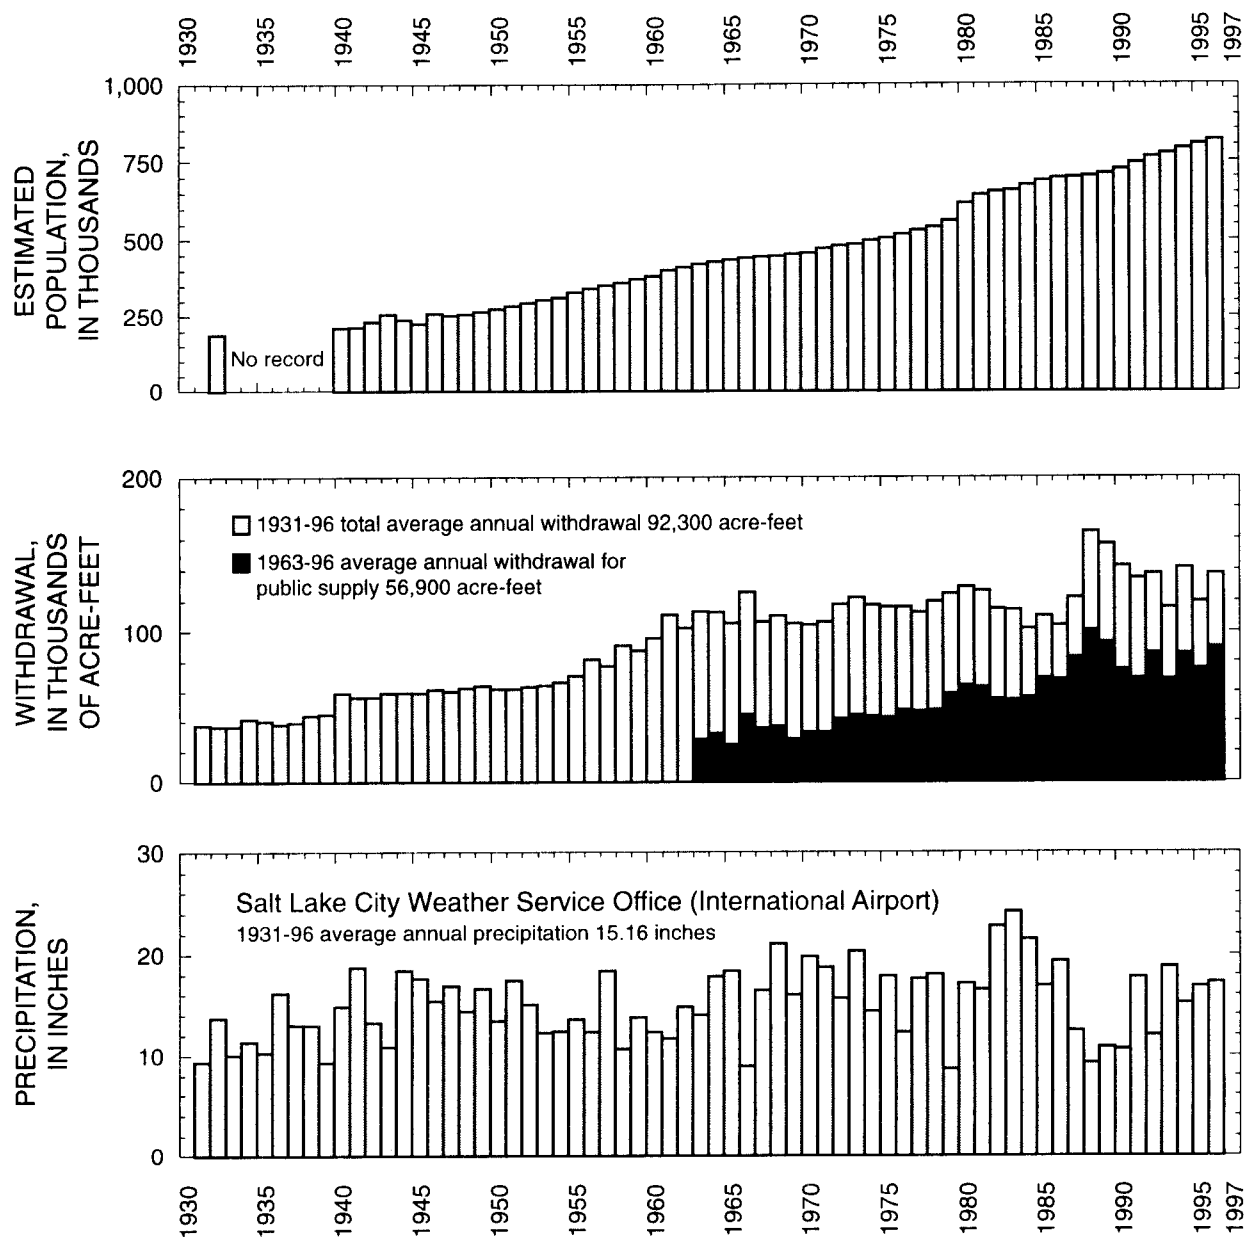 1930 1935 1940 1945 1950 1955 1960 1965 1970 1975 1980 1985 1990 1995 1997
ESTIMATED
POPULATION,
IN THOUSANDS
1,000
750
500
250
0
No record
WITHDRAWAL,
IN THOUSANDS
OF ACRE-FEET
200
100
0
1931-96 total average annual withdrawal 92,300 acre-feet
1963-96 average annual withdrawal for
public supply 56,900 acre-feet
PRECIPITATION,
IN INCHES
30
20
10
0
Salt Lake City Weather Service Office (International Airport)
1931-96 average annual precipitation 15.16 inches
1930 1935 1940 1945 1950 1955 1960 1965 1970 1975 1980 1985 1990 1995 1997